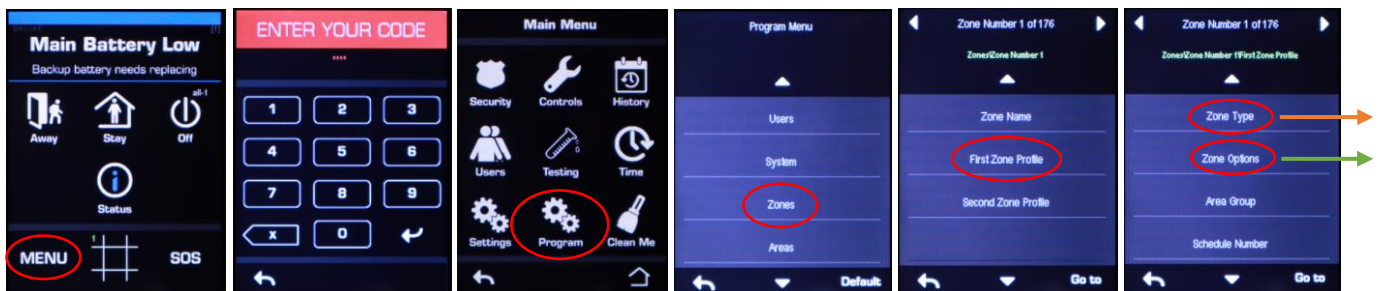 Main Battery Low
Backup battery needs replacing
Away
Stay
all-1
Off
Status
MENU
1
SOS
ENTER YOUR CODE
****
1 2 3
4 5 6
7 8 9
x 0
Main Menu
Security Controls History
Users Testing Time
Settings Program Clean Me
Program Menu
Users
System
Zones
Areas
Default
Zone Number 1 of 176
Zones\Zone Number 1
Zone Name
First Zone Profile
Second Zone Profile
Go to
Zone Number 1 of 176
Zones\Zone Number 1\First Zone Profile
Zone Type
Zone Options
Area Group
Schedule Number
Go to